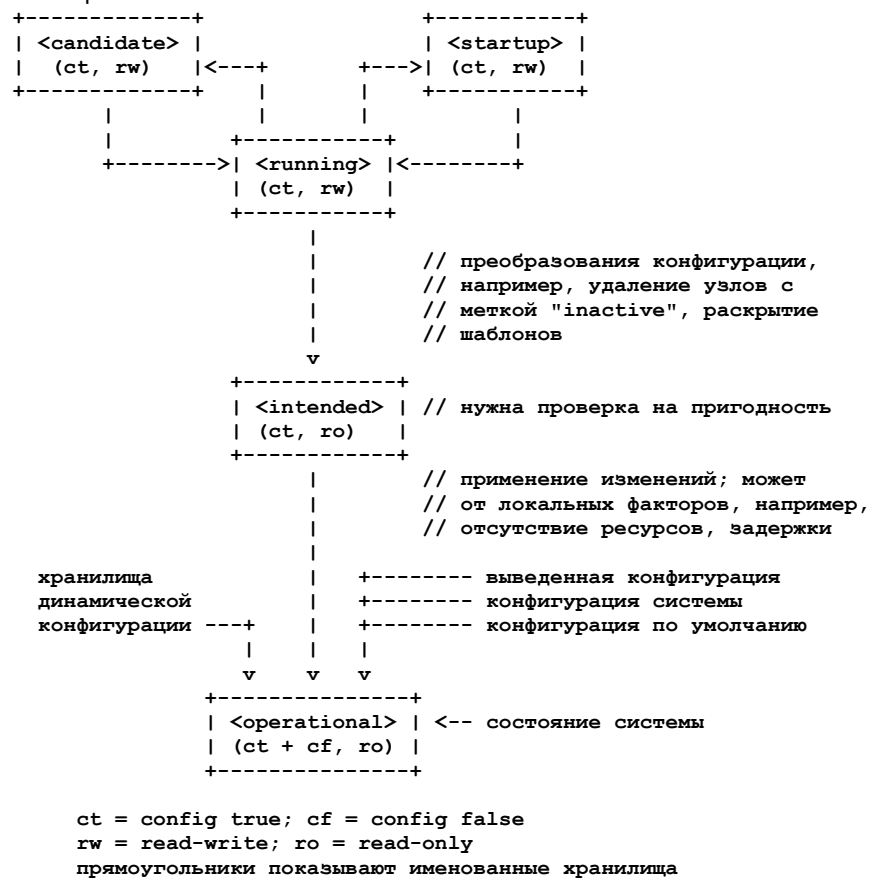 +-------------+                 +-----------+
| <candidate> |                 | <startup> |
|  (ct, rw)   |<---+       +--->| (ct, rw)  |
+-------------+    |       |    +-----------+
       |           |       |           |
       |         +-----------+         |
       +-------->| <running> |<--------+
                 | (ct, rw)  |
                 +-----------+
                       |
                       |        // преобразования конфигурации,
                       |        // например, удаление узлов с
                       |        // меткой "inactive", раскрытие
                       |        // шаблонов
                       v
                 +------------+
                 | <intended> | // нужна проверка на пригодность
                 | (ct, ro)   |
                 +------------+
                       |        // применение изменений; может
                       |        // от локальных факторов, например,
                       |        // отсутствие ресурсов, задержки
                       |
  хранилища            |   +-------- выведенная конфигурация
  динамической         |   +-------- конфигурация системы
  конфигурации ---+    |   +-------- конфигурация по умолчанию
                  |    |   |
                  v    v   v
               +---------------+
               | <operational> | <-- состояние системы
               | (ct + cf, ro) |
               +---------------+
     ct = config true; cf = config false
     rw = read-write; ro = read-only
     прямоугольники показывают именованные хранилища